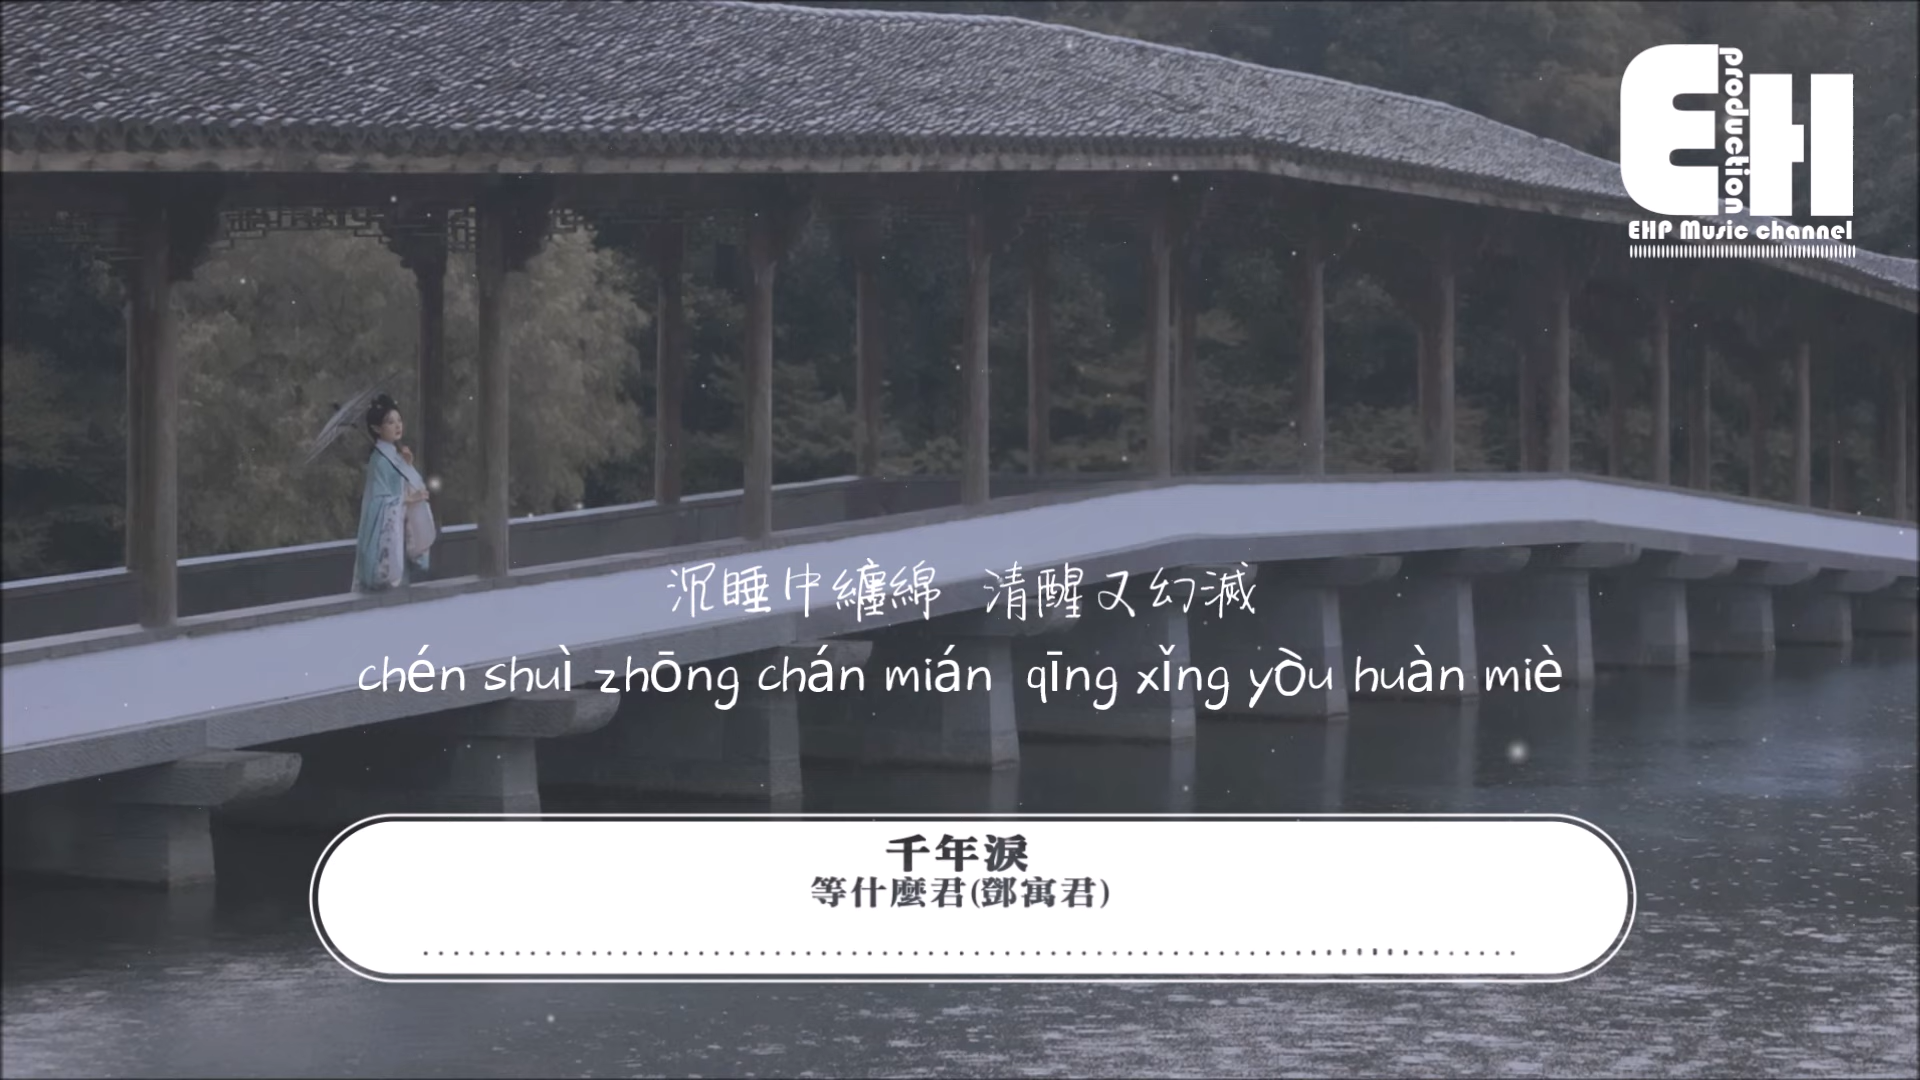 EH
production
EHP Music channel
沉睡中纏綿 清醒又幻滅
chén shuì zhōng chán mián qīng xǐng yòu huàn miè
千年淚
等什麼君(鄧寓君)